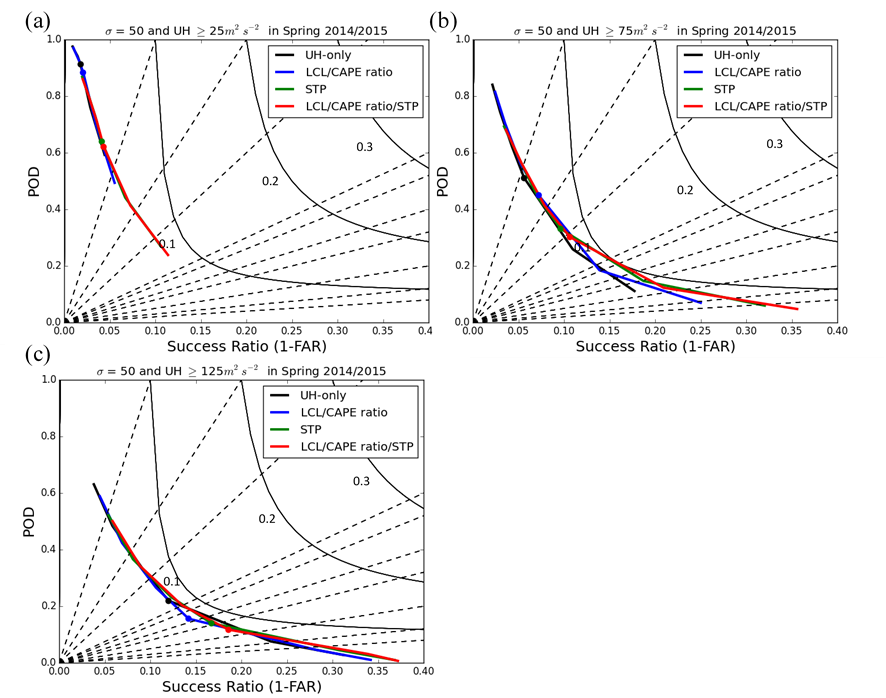 (a)
σ = 50 and UH ≥ 25m² s⁻² in Spring 2014/2015
1.0
0.8
0.6
0.4
0.2
0.0
POD
UH-only
LCL/CAPE ratio
STP
LCL/CAPE ratio/STP
0.3
0.2
0.1
0.00 0.05 0.10 0.15 0.20 0.25 0.30 0.35 0.4
Success Ratio (1-FAR)
(b)
σ = 50 and UH ≥ 75m² s⁻² in Spring 2014/2015
1.0
0.8
0.6
0.4
0.2
0.0
POD
UH-only
LCL/CAPE ratio
STP
LCL/CAPE ratio/STP
0.3
0.2
0.1
0.00 0.05 0.10 0.15 0.20 0.25 0.30 0.35 0.40
Success Ratio (1-FAR)
(c)
σ = 50 and UH ≥ 125m² s⁻² in Spring 2014/2015
1.0
0.8
0.6
0.4
0.2
0.0
POD
UH-only
LCL/CAPE ratio
STP
LCL/CAPE ratio/STP
0.3
0.2
0.1
0.00 0.05 0.10 0.15 0.20 0.25 0.30 0.35 0.40
Success Ratio (1-FAR)